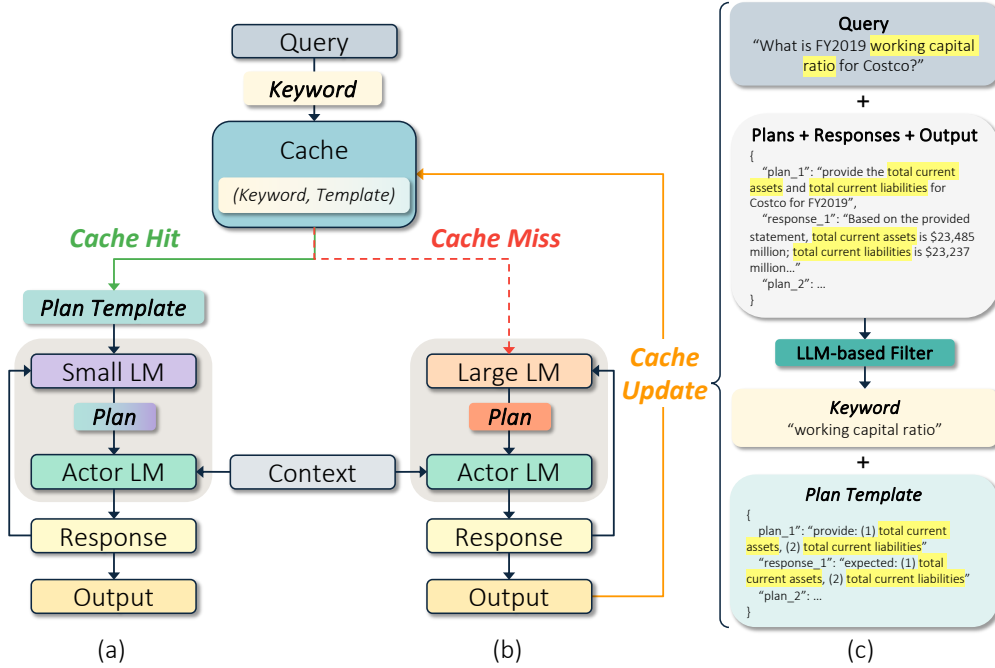 Query
Keyword
Cache
(Keyword, Template)
Cache Hit
Cache Miss
Plan Template
Small LM
Plan
Actor LM
Response
Output
(a)
Context
Large LM
Plan
Actor LM
Response
Output
(b)
Cache
Update
Query
“What is FY2019 working capital
ratio for Costco?”
+
Plans + Responses + Output
{
“plan_1”: “provide the total current
assets and total current liabilities for
Costco for FY2019”,
“response_1”: “Based on the provided
statement, total current assets is $23,485
million; total current liabilities is $23,237
million…”
“plan_2”: …
}
LLM-based Filter
Keyword
“working capital ratio”
+
Plan Template
{
plan_1”: “provide: (1) total current
assets, (2) total current liabilities”
“response_1”: “expected: (1) total
current assets, (2) total current liabilities”
“plan_2”: …
}
(c)